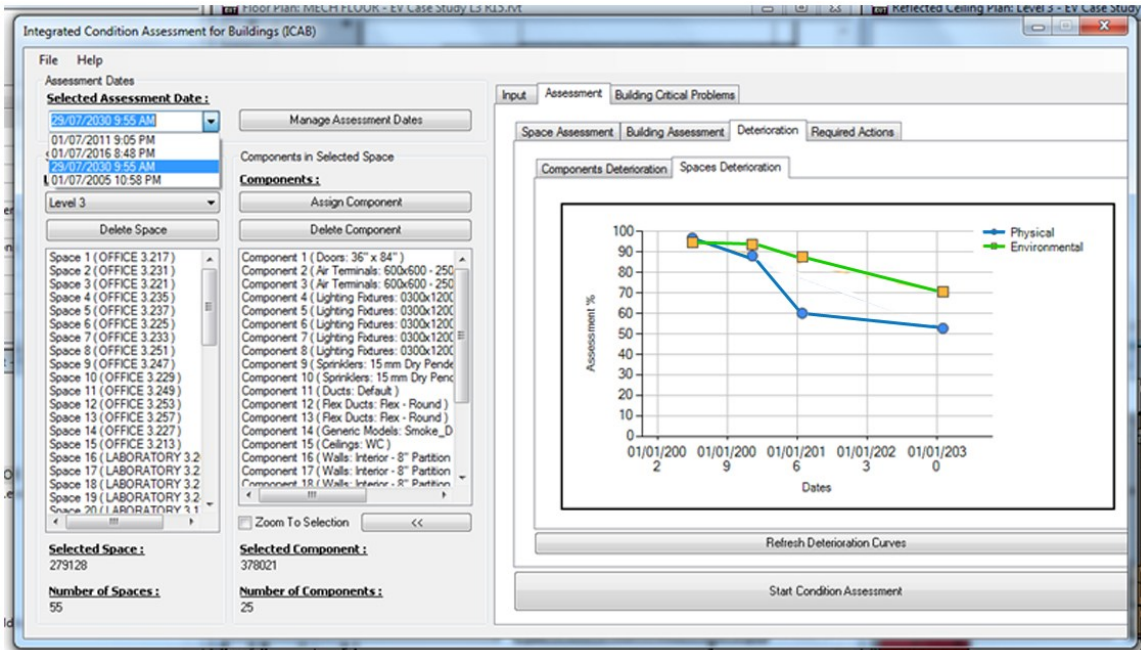 Floor Plan: MECH FLOOR - EV Case Study L3 R15.rvt
Reflected Ceiling Plan: Level 3 - EV Case Study
Integrated Condition Assessment for Buildings (ICAB)
File Help
Assessment Dates
Selected Assessment Date :
29/07/2030 9:55 AM
Manage Assessment Dates
01/07/2011 9:05 PM
01/07/2016 8:48 PM
29/07/2030 9:55 AM
01/07/2005 10:58 PM
Level 3
Delete Space
Space 1 ( OFFICE 3.217 )
Space 2 ( OFFICE 3.231 )
Space 3 ( OFFICE 3.221 )
Space 4 ( OFFICE 3.235 )
Space 5 ( OFFICE 3.237 )
Space 6 ( OFFICE 3.225 )
Space 7 ( OFFICE 3.233 )
Space 8 ( OFFICE 3.251 )
Space 9 ( OFFICE 3.247 )
Space 10 ( OFFICE 3.229 )
Space 11 ( OFFICE 3.249 )
Space 12 ( OFFICE 3.253 )
Space 13 ( OFFICE 3.257 )
Space 14 ( OFFICE 3.227 )
Space 15 ( OFFICE 3.213 )
Space 16 ( LABORATORY 3.2
Space 17 ( LABORATORY 3.2
Space 18 ( LABORATORY 3.2
Space 19 ( LABORATORY 3.2
Space 20 ( LABORATORY 3.1
Selected Space :
279128
Number of Spaces :
55
Components in Selected Space
Components :
Assign Component
Delete Component
Component 1 ( Doors: 36" x 84" )
Component 2 ( Air Terminals: 600x600 - 250
Component 3 ( Air Terminals: 600x600 - 250
Component 4 ( Lighting Fixtures: 0300x1200
Component 5 ( Lighting Fixtures: 0300x1200
Component 6 ( Lighting Fixtures: 0300x1200
Component 7 ( Lighting Fixtures: 0300x1200
Component 8 ( Lighting Fixtures: 0300x1200
Component 9 ( Sprinklers: 15 mm Dry Pende
Component 10 ( Sprinklers: 15 mm Dry Pend
Component 11 ( Ducts: Default )
Component 12 ( Flex Ducts: Flex - Round )
Component 13 ( Flex Ducts: Flex - Round )
Component 14 ( Generic Models: Smoke_D
Component 15 ( Ceilings: WC )
Component 16 ( Walls: Interior - 8" Partition
Component 17 ( Walls: Interior - 8" Partition
Component 18 ( Walls: Interior - 8" Partition
Zoom To Selection
<<
Selected Component :
378021
Number of Components :
25
Input Assessment Building Critical Problems
Space Assessment Building Assessment Deterioration Required Actions
Components Deterioration Spaces Deterioration
Physical
Environmental
Assessment %
100
90
80
70
60
50
40
30
20
10
0
01/01/200 01/01/200 01/01/201 01/01/202 01/01/203
2 9 6 3 0
Dates
Refresh Deterioration Curves
Start Condition Assessment